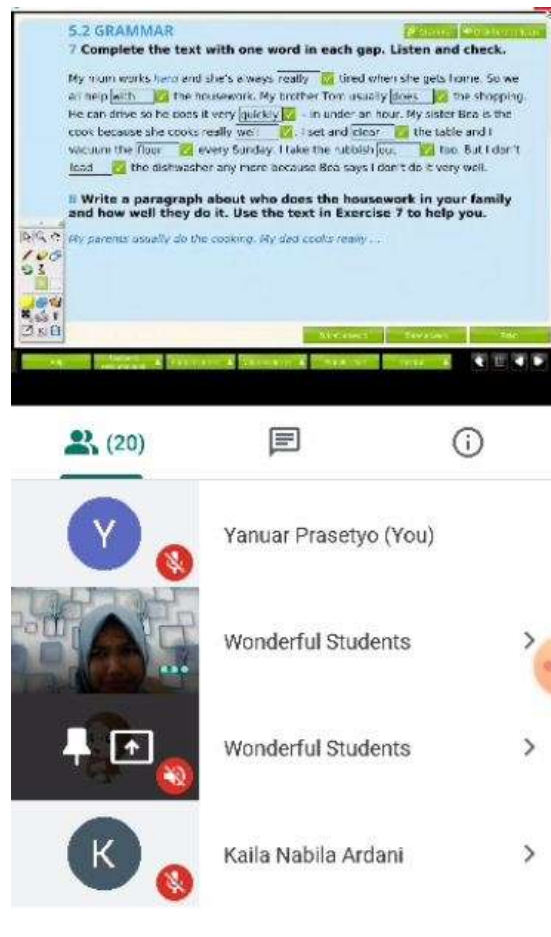 5.2 GRAMMAR
7 Complete the text with one word in each gap. Listen and check.
My mum works hard and she's always really tired when she gets home. So we
all help with the housework. My brother Tom usually does the shopping.
He can drive so he does it very quickly - in under an hour. My sister Bea is the
cook because she cooks really well . I set and clear the table and I
vacuum the floor every Sunday. I take the rubbish out too. But I don't
load the dishwasher any more because Bea says I don't do it very well.
8 Write a paragraph about who does the housework in your family
and how well they do it. Use the text in Exercise 7 to help you.
My parents usually do the cooking. My dad cooks really ...
(20)
Y
Yanuar Prasetyo (You)
Wonderful Students
Wonderful Students
K
Kaila Nabila Ardani